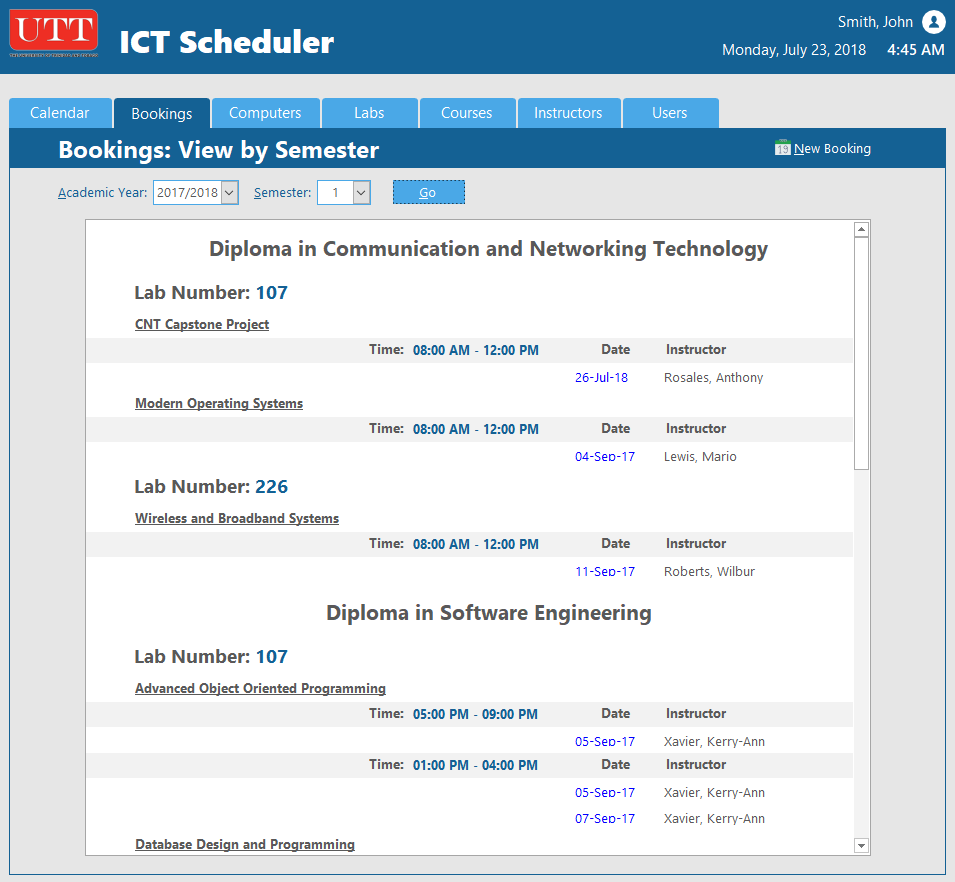 UTT
ICT Scheduler
Smith, John
Monday, July 23, 2018 4:45 AM
Calendar Bookings Computers Labs Courses Instructors Users
Bookings: View by Semester
19 New Booking
Academic Year: 2017/2018 Semester: 1 Go
Diploma in Communication and Networking Technology
Lab Number: 107
CNT Capstone Project
Time: 08:00 AM - 12:00 PM Date Instructor
26-Jul-18 Rosales, Anthony
Modern Operating Systems
Time: 08:00 AM - 12:00 PM Date Instructor
04-Sep-17 Lewis, Mario
Lab Number: 226
Wireless and Broadband Systems
Time: 08:00 AM - 12:00 PM Date Instructor
11-Sep-17 Roberts, Wilbur
Diploma in Software Engineering
Lab Number: 107
Advanced Object Oriented Programming
Time: 05:00 PM - 09:00 PM Date Instructor
05-Sep-17 Xavier, Kerry-Ann
Time: 01:00 PM - 04:00 PM Date Instructor
05-Sep-17 Xavier, Kerry-Ann
07-Sep-17 Xavier, Kerry-Ann
Database Design and Programming